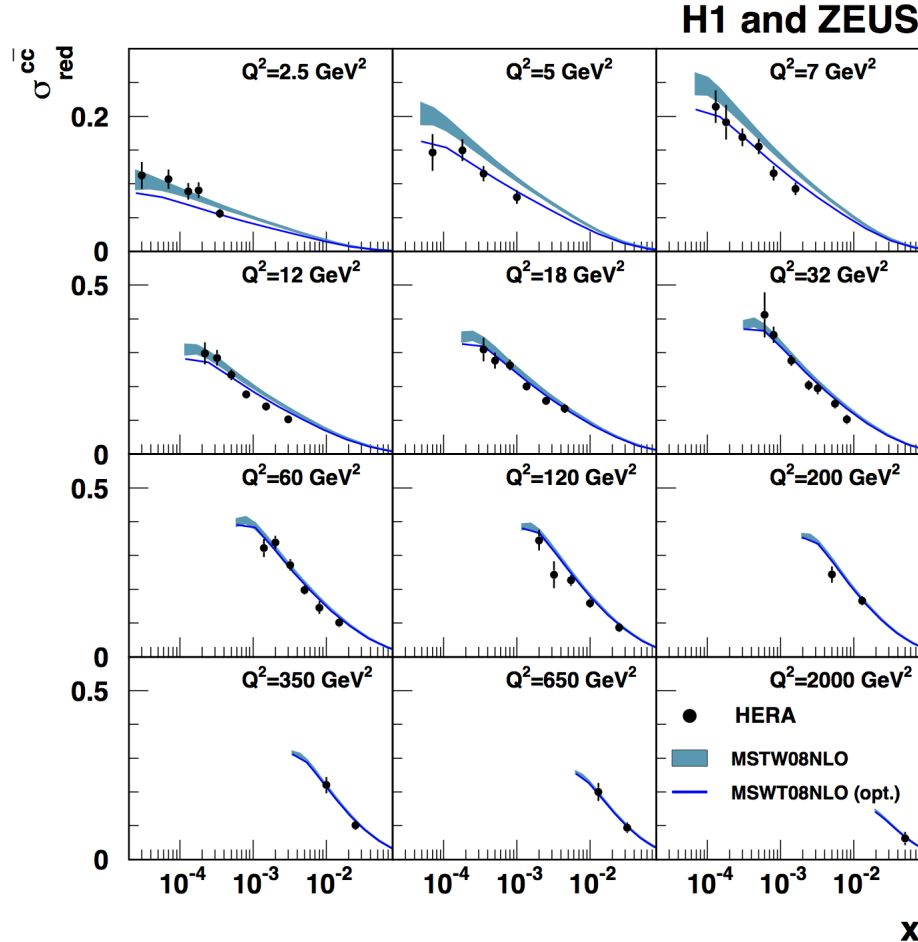 H1 and ZEUS
σ red cc̄
Q²=2.5 GeV²
Q²=5 GeV²
Q²=7 GeV²
0.2
0
Q²=12 GeV²
Q²=18 GeV²
Q²=32 GeV²
0.5
0
Q²=60 GeV²
Q²=120 GeV²
Q²=200 GeV²
0.5
0
Q²=350 GeV²
Q²=650 GeV²
Q²=2000 GeV²
0.5
HERA
MSTW08NLO
MSWT08NLO (opt.)
0
10⁻⁴ 10⁻³ 10⁻² 10⁻⁴ 10⁻³ 10⁻² 10⁻⁴ 10⁻³ 10⁻²
x